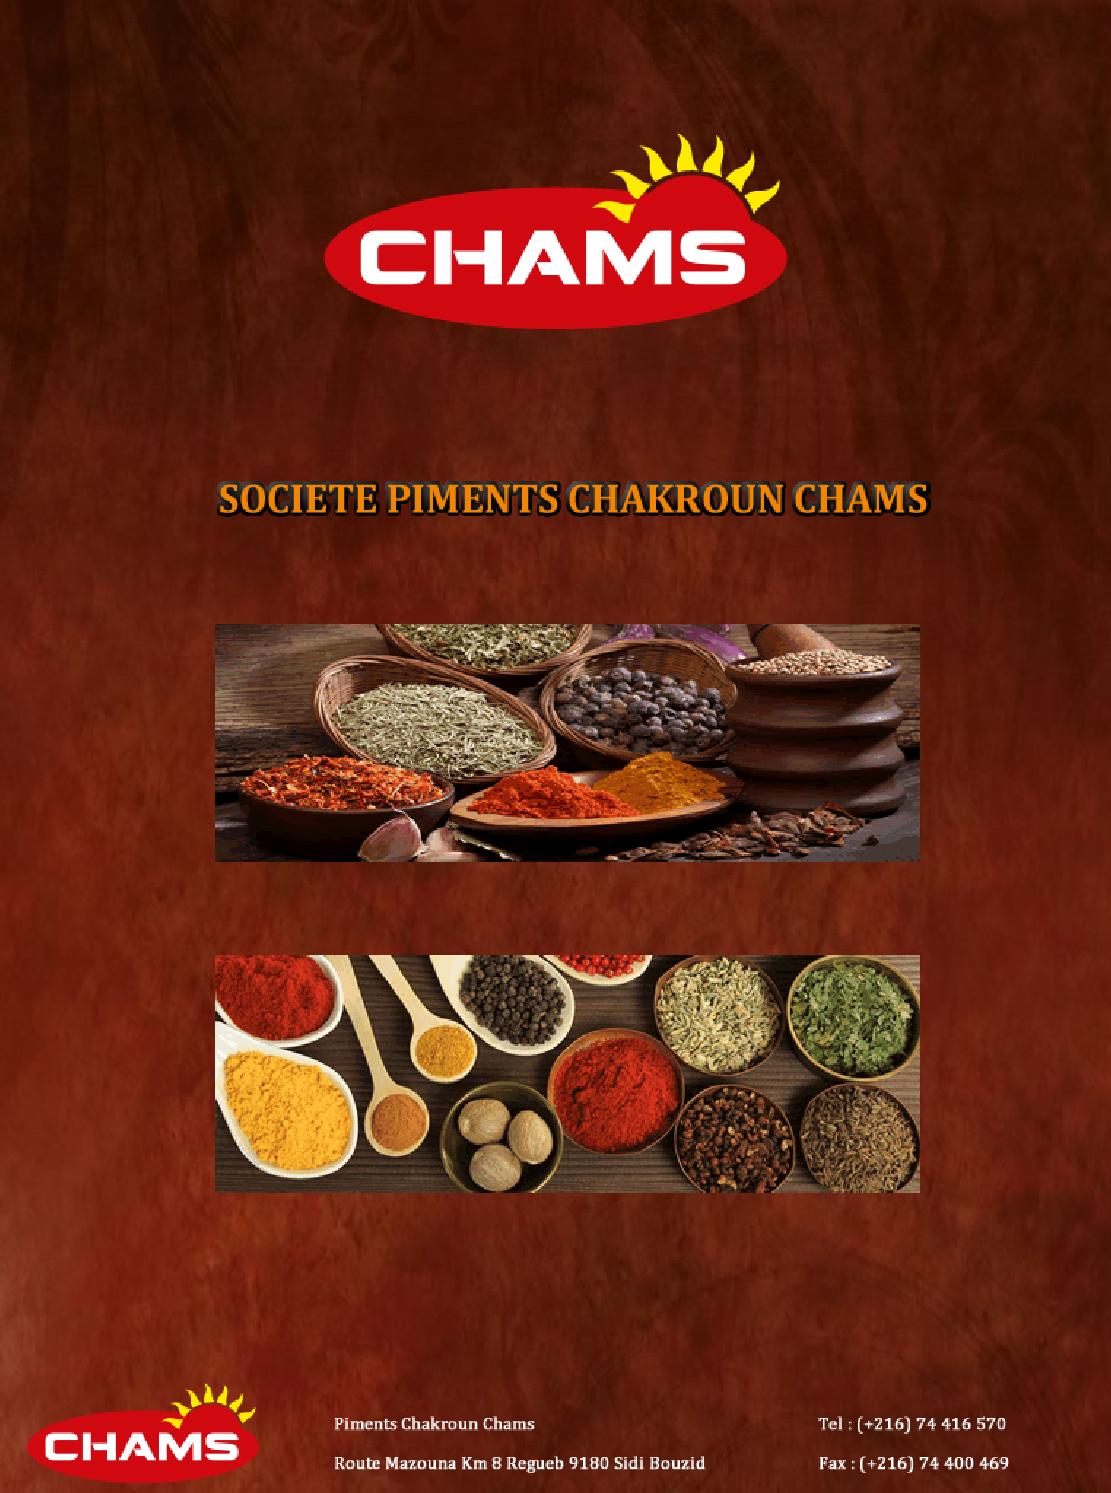 CHAMS
SOCIETE PIMENTS CHAKROUN CHAMS
CHAMS
Piments Chakroun Chams
Tel : (+216) 74 416 570
Route Mazouna Km 8 Regueb 9180 Sidi Bouzid
Fax : (+216) 74 400 469